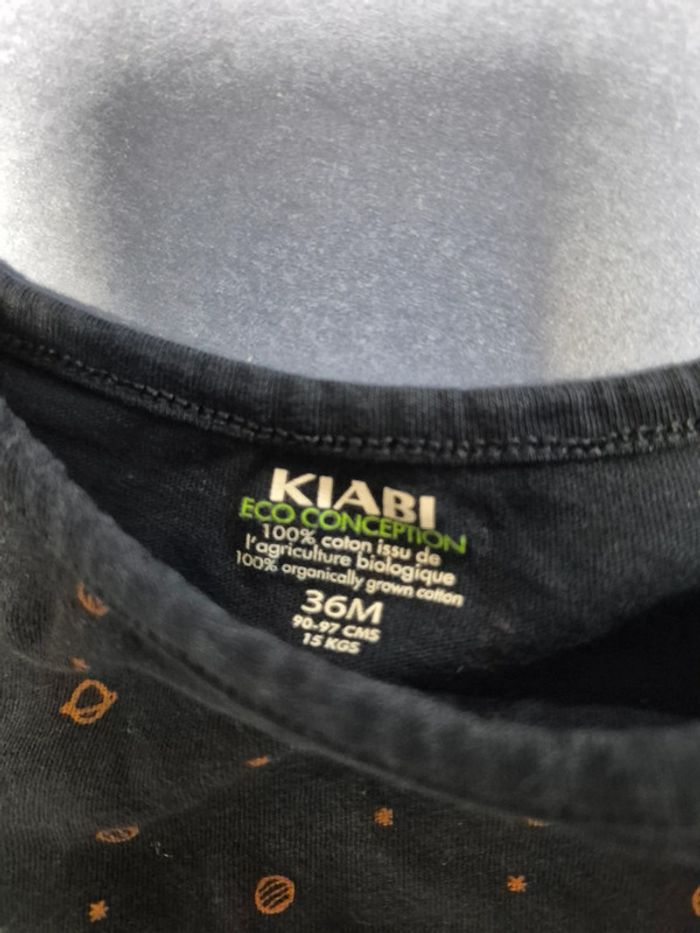 KIABI
ECO CONCEPTION
100% coton issu de
l'agriculture biologique
100% organically grown cotton
36M
90-97 CMS
15 KGS